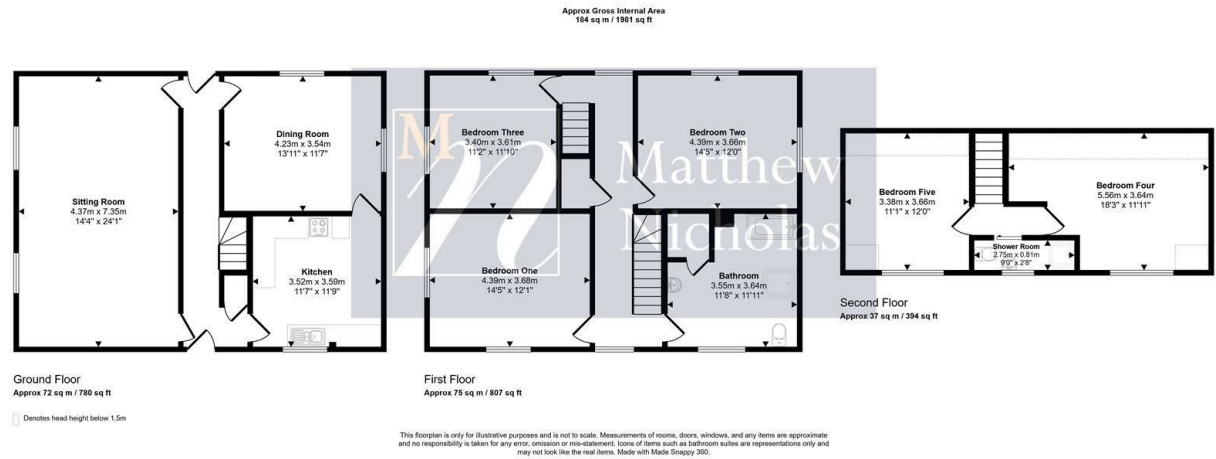 Approx Gross Internal Area
184 sq m / 1981 sq ft
Sitting Room
4.37m x 7.35m
14'4" x 24'1"
Dining Room
4.23m x 3.54m
13'11" x 11'7"
Kitchen
3.52m x 3.59m
11'7" x 11'9"
Ground Floor
Approx 72 sq m / 780 sq ft
Denotes head height below 1.5m
Bedroom Three
3.40m x 3.61m
11'2" x 11'10"
Bedroom Two
4.39m x 3.66m
14'5" x 12'0"
Bedroom One
4.39m x 3.68m
14'5" x 12'1"
Bathroom
3.55m x 3.64m
11'8" x 11'11"
M
n
Matthew
Nicholas
First Floor
Approx 75 sq m / 807 sq ft
Bedroom Five
3.38m x 3.66m
11'1" x 12'0"
Bedroom Four
5.56m x 3.64m
18'3" x 11'11"
Shower Room
2.75m x 0.81m
9'0" x 2'8"
Second Floor
Approx 37 sq m / 394 sq ft
This floorplan is only for illustrative purposes and is not to scale. Measurements of rooms, doors, windows, and any items are approximate
and no responsibility is taken for any error, omission or mis-statement. Icons of items such as bathroom suites are representations only and
may not look like the real items. Made with Made Snappy 360.